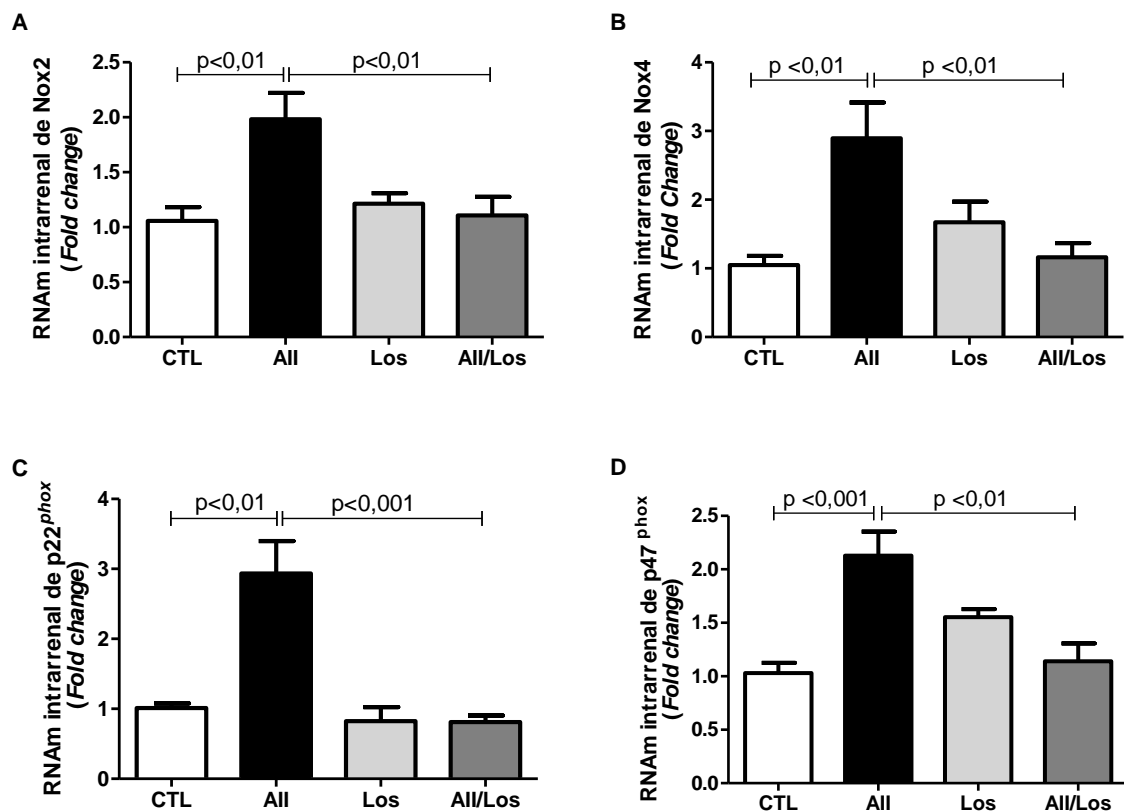 A
RNAm intrarrenal de Nox2
(Fold change)
p<0,01
p<0,01
2.5
2.0
1.5
1.0
0.5
0.0
CTL
AII
Los
AII/Los
B
RNAm intrarrenal de Nox4
(Fold Change)
p <0,01
p <0,01
4
3
2
1
0
CTL
AII
Los
AII/Los
C
RNAm intrarrenal de p22phox
(Fold change)
p<0,01
p<0,001
4
3
2
1
0
CTL
AII
Los
AII/Los
D
RNAm intrarrenal de p47 phox
(Fold change)
p <0,001
p <0,01
2.5
2.0
1.5
1.0
0.5
0.0
CTL
AII
Los
AII/Los